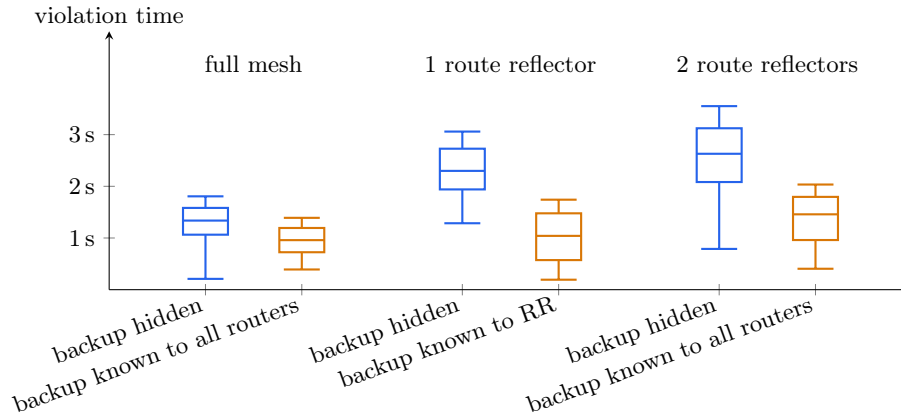 violation time
full mesh
1 route reflector
2 route reflectors
3 s
2 s
1 s
backup hidden
backup known to all routers
backup hidden
backup known to RR
backup hidden
backup known to all routers